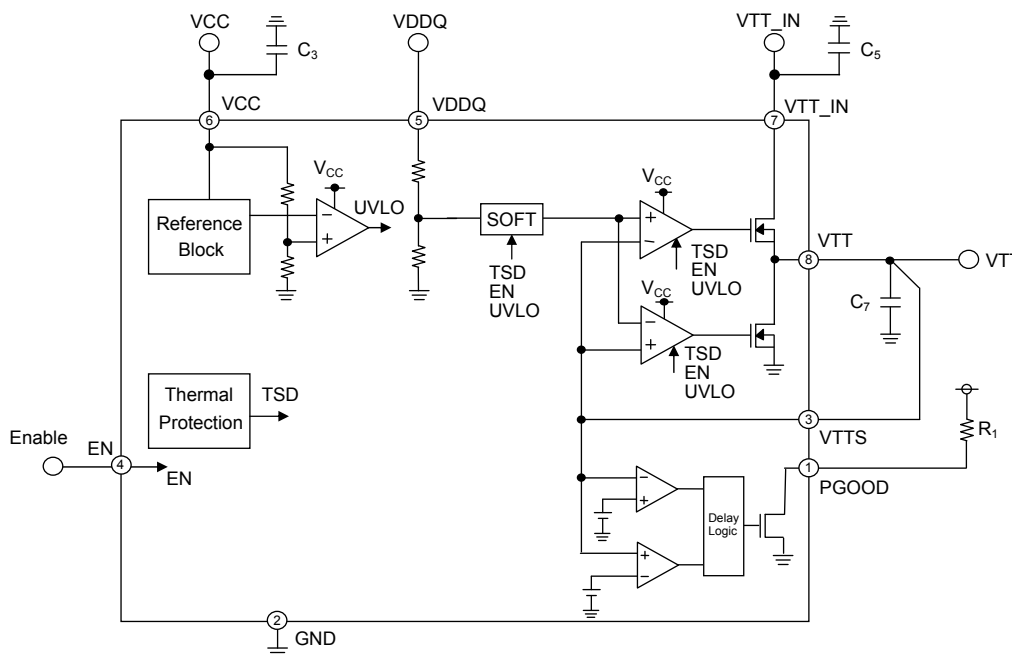 VCC
C3
VDDQ
VTT_IN
C5
6
VCC
5
VDDQ
7
VTT_IN
VCC
UVLO
−
+
Reference
Block
SOFT
TSD
EN
UVLO
VCC
+
−
TSD
EN
UVLO
VTT
8
VT
C7
VCC
−
+
TSD
EN
UVLO
Thermal
Protection
TSD
3
VTTS
R1
Enable
EN
4
EN
1
PGOOD
−
+
Delay
Logic
+
−
2
GND